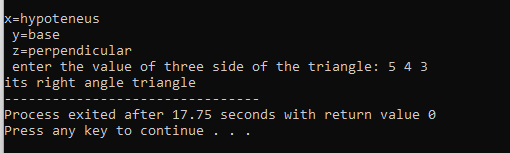 x=hypoteneus
y=base
z=perpendicular
enter the value of three side of the triangle: 5 4 3
its right angle triangle
--------------------------------
Process exited after 17.75 seconds with return value 0
Press any key to continue . . .